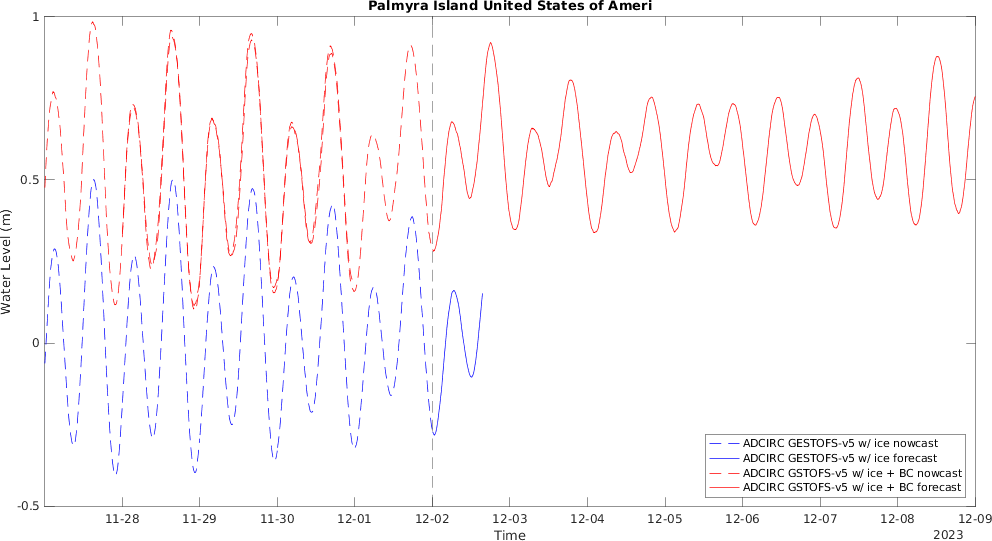 Palmyra Island United States of Ameri
Water Level (m)
1
0.5
0
-0.5
11-28 11-29 11-30 12-01 12-02 12-03 12-04 12-05 12-06 12-07 12-08 12-09
Time
2023
ADCIRC GESTOFS-v5 w/ ice nowcast
ADCIRC GESTOFS-v5 w/ ice forecast
ADCIRC GSTOFS-v5 w/ ice + BC nowcast
ADCIRC GSTOFS-v5 w/ ice + BC forecast